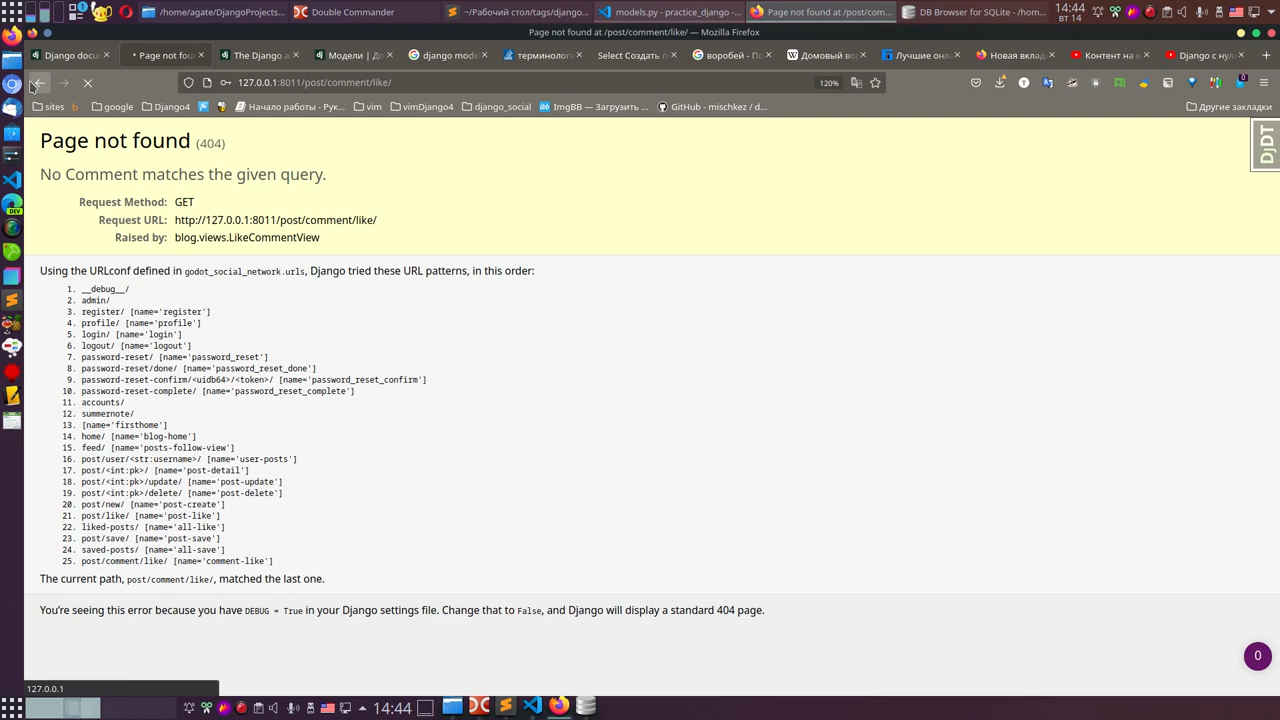 /home/agate/DjangoProjects...
Double Commander
~/Рабочий стол/tags/djang...
models.py - practice_django -...
Page not found at /post/com...
DB Browser for SQLite - /hom...
14:44
ВТ 14
Page not found at /post/comment/like/ — Mozilla Firefox
Django docu
Page not fou
The Django a
Модели | До
django mo
терминолог
Select Создать п
воробей - П
Домовый вор
Лучшие онла
Новая вклад
Контент на к
Django с нул
127.0.0.1:8011/post/comment/like/
120%
0
sites
b
google
Django4
Начало работы - Рук...
vim
vimDjango4
django_social
ImgBB — Загрузить ...
GitHub - mischkez / d...
Другие закладки
Page not found (404)
DjDT
No Comment matches the given query.
Request Method: GET
Request URL: http://127.0.0.1:8011/post/comment/like/
Raised by: blog.views.LikeCommentView
Using the URLconf defined in godot_social_network.urls, Django tried these URL patterns, in this order:
1. __debug__/
2. admin/
3. register/ [name='register']
4. profile/ [name='profile']
5. login/ [name='login']
6. logout/ [name='logout']
7. password-reset/ [name='password_reset']
8. password-reset/done/ [name='password_reset_done']
9. password-reset-confirm/<uidb64>/<token>/ [name='password_reset_confirm']
10. password-reset-complete/ [name='password_reset_complete']
11. accounts/
12. summernote/
13. [name='firsthome']
14. home/ [name='blog-home']
15. feed/ [name='posts-follow-view']
16. post/user/<str:username>/ [name='user-posts']
17. post/<int:pk>/ [name='post-detail']
18. post/<int:pk>/update/ [name='post-update']
19. post/<int:pk>/delete/ [name='post-delete']
20. post/new/ [name='post-create']
21. post/like/ [name='post-like']
22. liked-posts/ [name='all-like']
23. post/save/ [name='post-save']
24. saved-posts/ [name='all-save']
25. post/comment/like/ [name='comment-like']
The current path, post/comment/like/, matched the last one.
You're seeing this error because you have DEBUG = True in your Django settings file. Change that to False, and Django will display a standard 404 page.
0
127.0.0.1
14:44